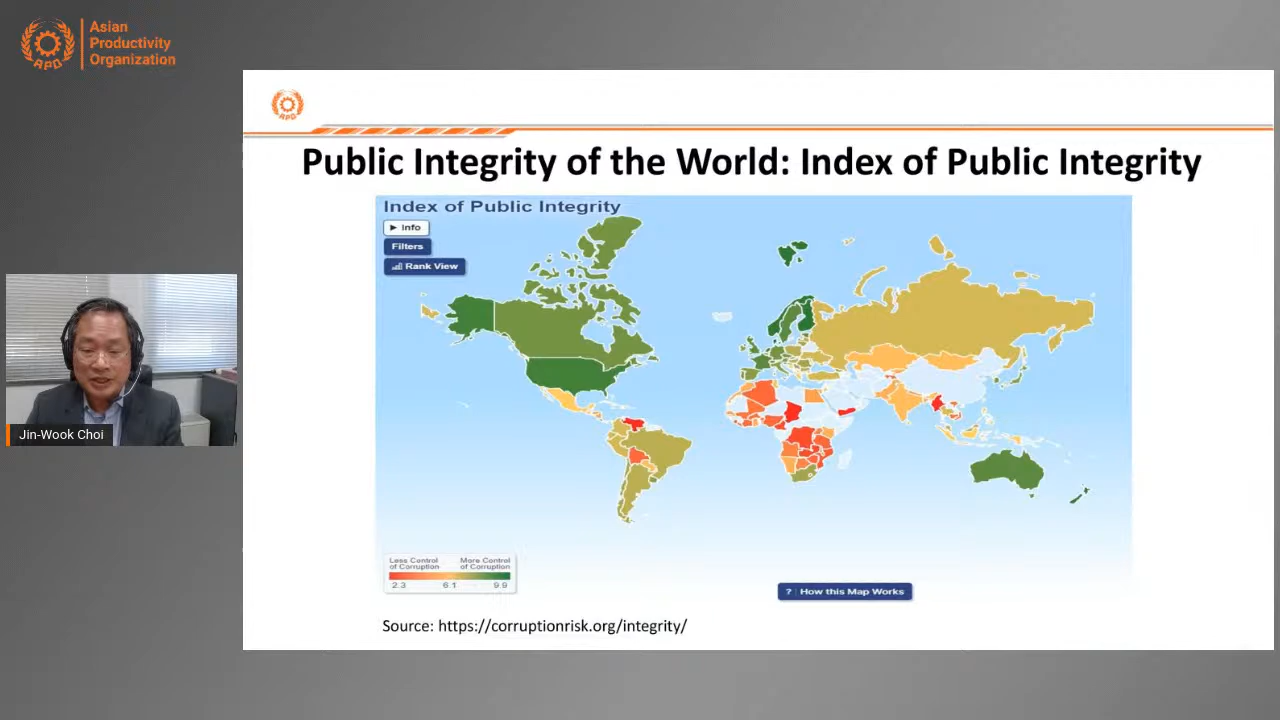 Asian
Productivity
Organization
APO
APO
Public Integrity of the World: Index of Public Integrity
Index of Public Integrity
► Info
Filters
Rank View
Jin-Wook Choi
Less Control of Corruption
More Control of Corruption
2.3 6.1 9.9
? How this Map Works
Source: https://corruptionrisk.org/integrity/